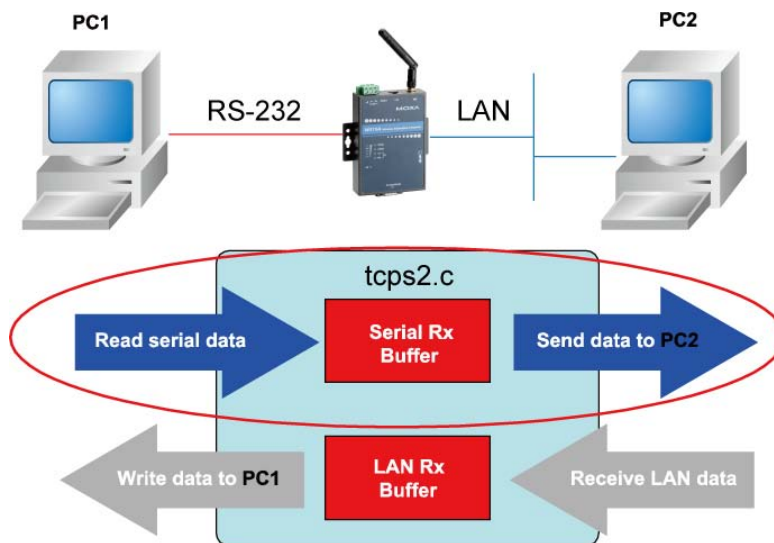 PC1
PC2
RS-232
LAN
MOXA
tcps2.c
Read serial data
Serial Rx
Buffer
Send data to PC2
Write data to PC1
LAN Rx
Buffer
Receive LAN data